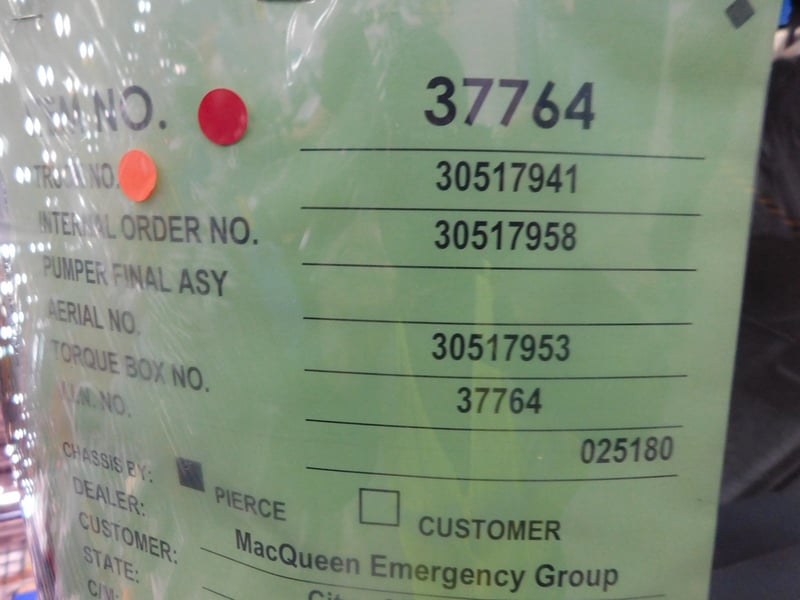 NO. 37764
TRUCK NO. 30517941
INTERNAL ORDER NO. 30517958
PUMPER FINAL ASY
AERIAL NO. 30517953
TORQUE BOX NO. 37764
NO. 025180
CHASSIS BY: PIERCE CUSTOMER
DEALER: MacQueen Emergency Group
CUSTOMER:
STATE: